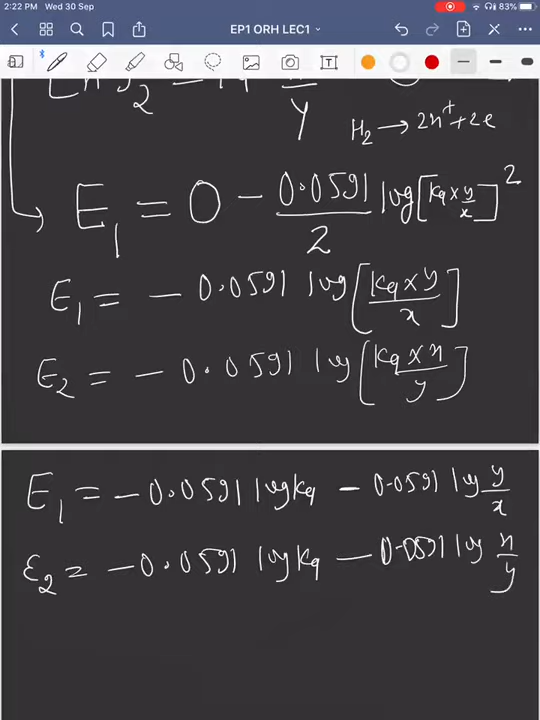 2:22 PM Wed 30 Sep 83%
EP1 ORH LEC1
y
H2 → 2H+ + 2e
E1 = 0 - 0.0591/2 log[Ka × y/x]^2
E1 = - 0.0591 log[Ka × y/x]
E2 = - 0.0591 log[Ka × x/y]
E1 = -0.0591 log Ka - 0.0591 log y/x
E2 = -0.0591 log Ka - 0.0591 log x/y